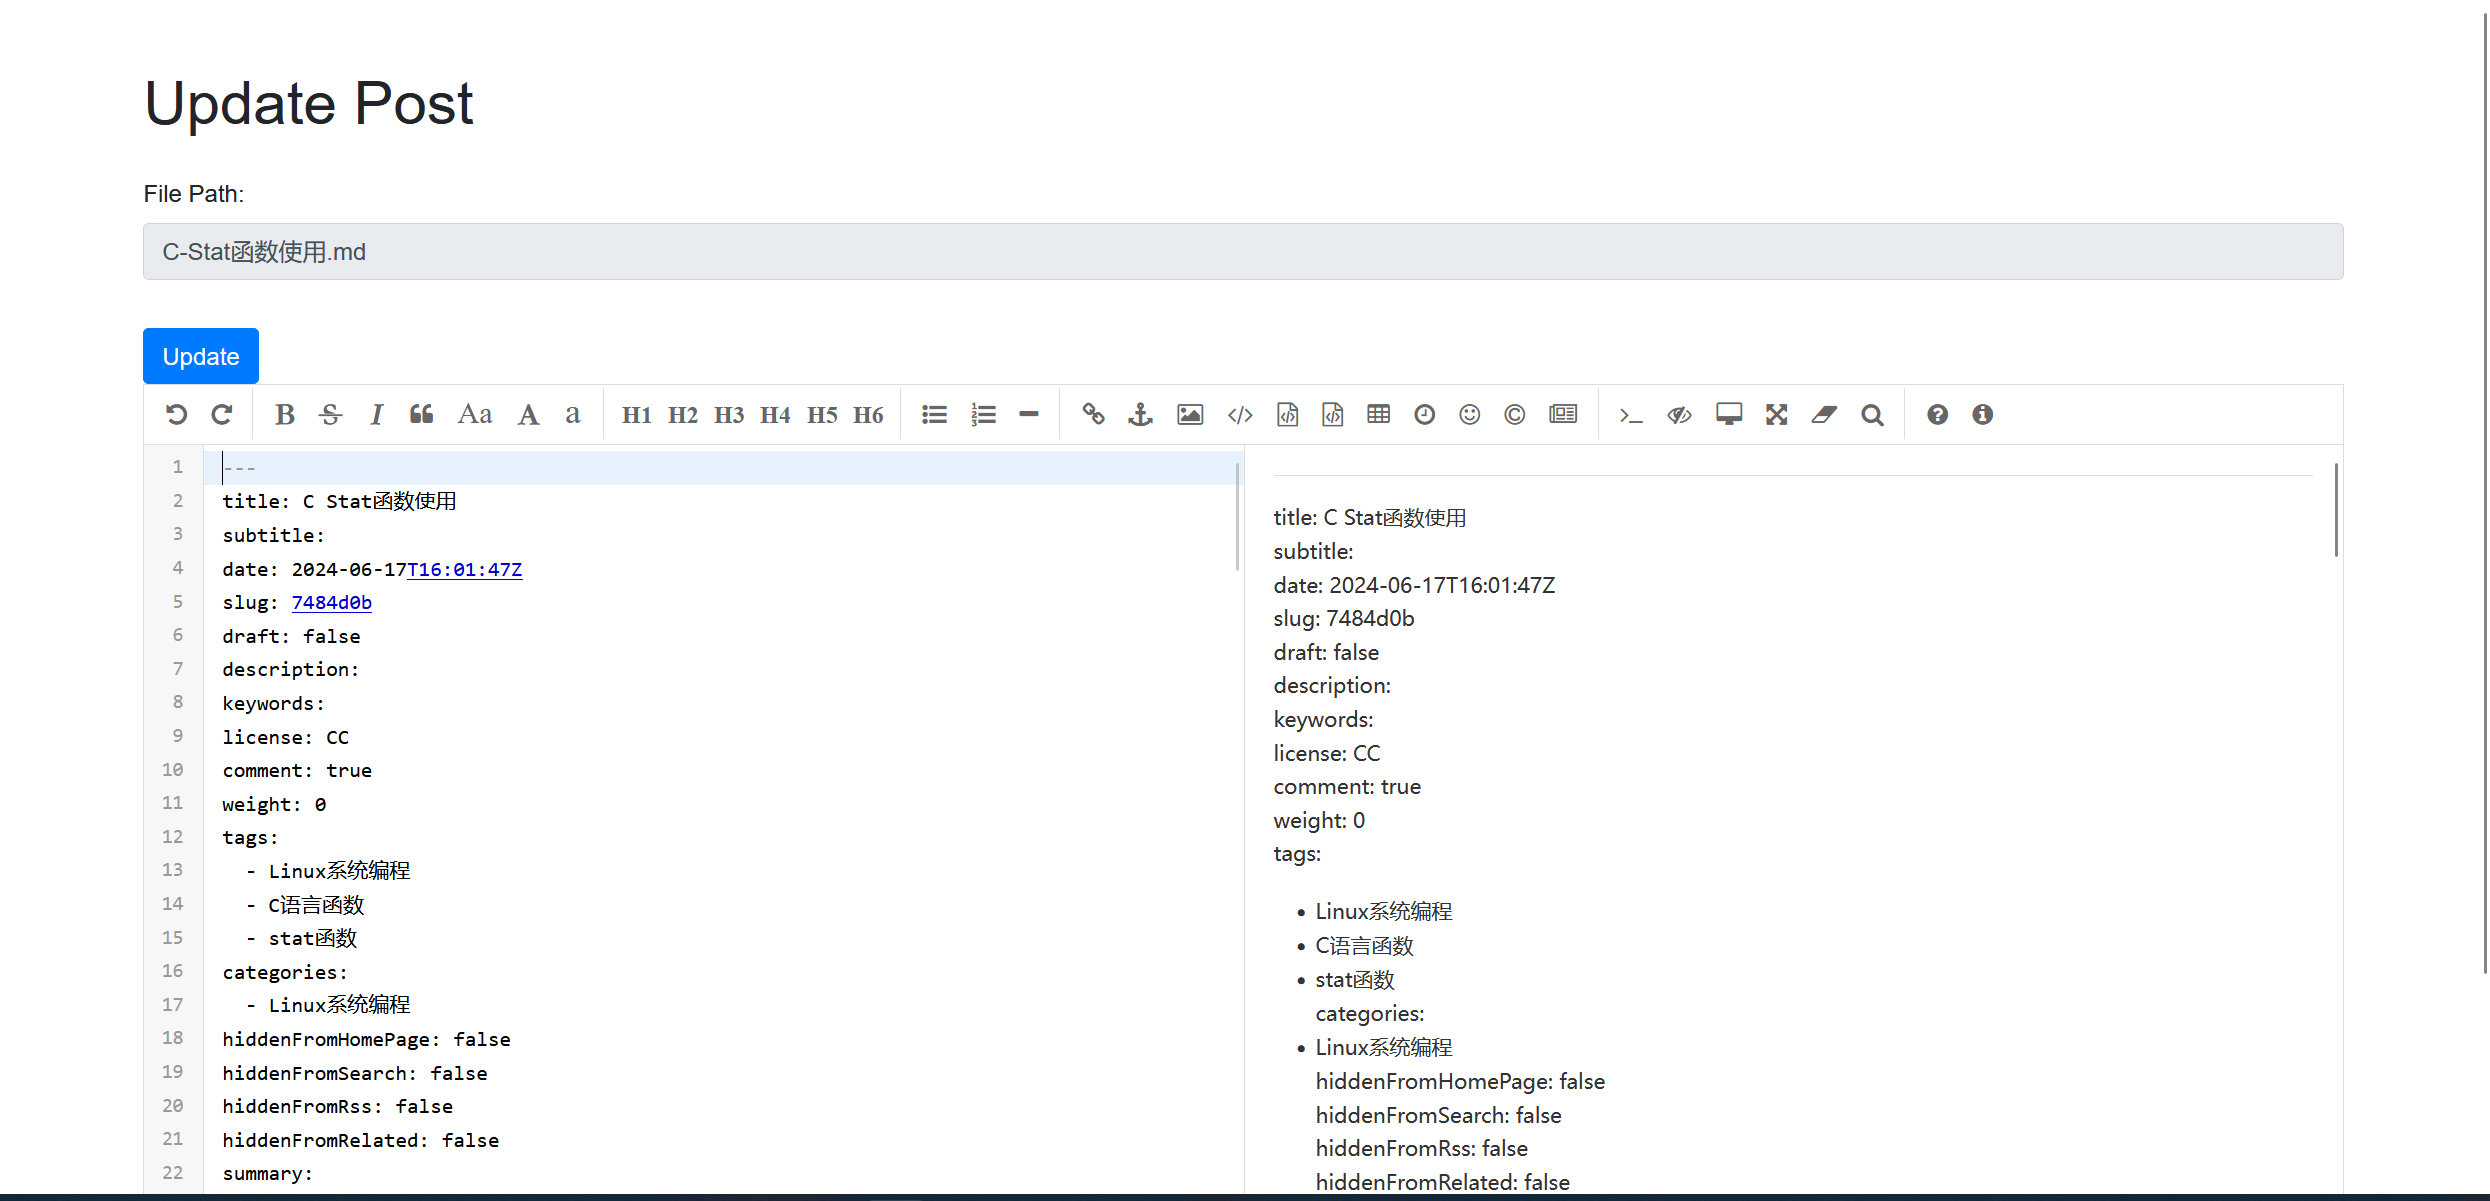 Update Post
File Path:
C-Stat函数使用.md
Update
B S I Aa A a H1 H2 H3 H4 H5 H6
1 ---
2 title: C Stat函数使用
3 subtitle:
4 date: 2024-06-17T16:01:47Z
5 slug: 7484d0b
6 draft: false
7 description:
8 keywords:
9 license: CC
10 comment: true
11 weight: 0
12 tags:
13 - Linux系统编程
14 - C语言函数
15 - stat函数
16 categories:
17 - Linux系统编程
18 hiddenFromHomePage: false
19 hiddenFromSearch: false
20 hiddenFromRss: false
21 hiddenFromRelated: false
22 summary:
title: C Stat函数使用
subtitle:
date: 2024-06-17T16:01:47Z
slug: 7484d0b
draft: false
description:
keywords:
license: CC
comment: true
weight: 0
tags:
• Linux系统编程
• C语言函数
• stat函数
categories:
• Linux系统编程
hiddenFromHomePage: false
hiddenFromSearch: false
hiddenFromRss: false
hiddenFromRelated: false